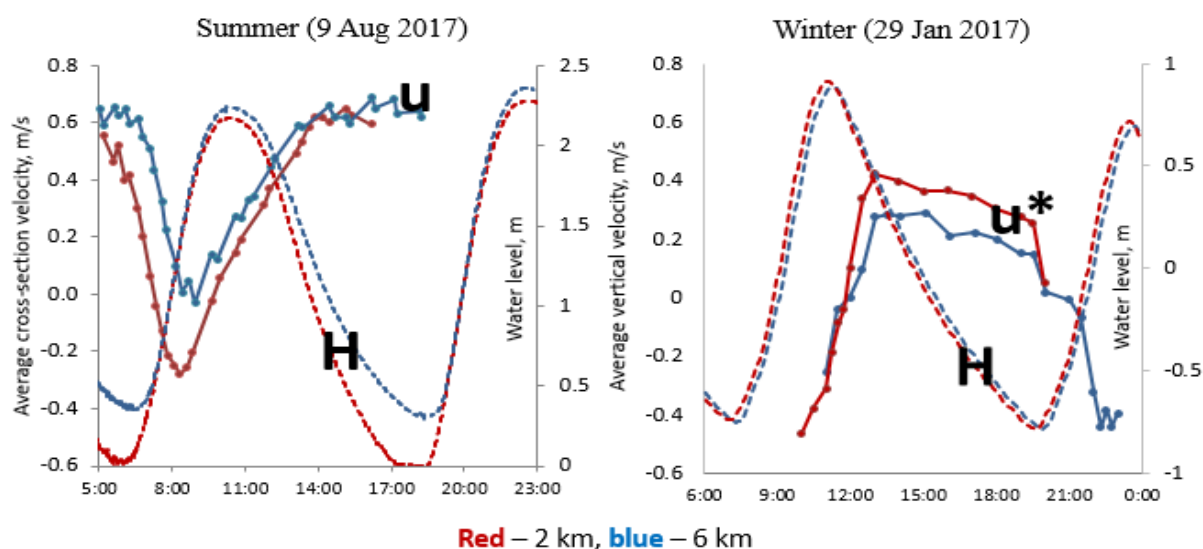 Summer (9 Aug 2017)
Average cross-section velocity, m/s
0.8
0.6
0.4
0.2
0.0
-0.2
-0.4
-0.6
5:00 8:00 11:00 14:00 17:00 20:00 23:00
2.5
2
1.5
1
0.5
0
Water level, m
u
H
Winter (29 Jan 2017)
Average vertical velocity, m/s
0.8
0.6
0.4
0.2
0
-0.2
-0.4
-0.6
6:00 9:00 12:00 15:00 18:00 21:00 0:00
1
0.5
0
-0.5
-1
Water level, m
u*
H
Red – 2 km, blue – 6 km